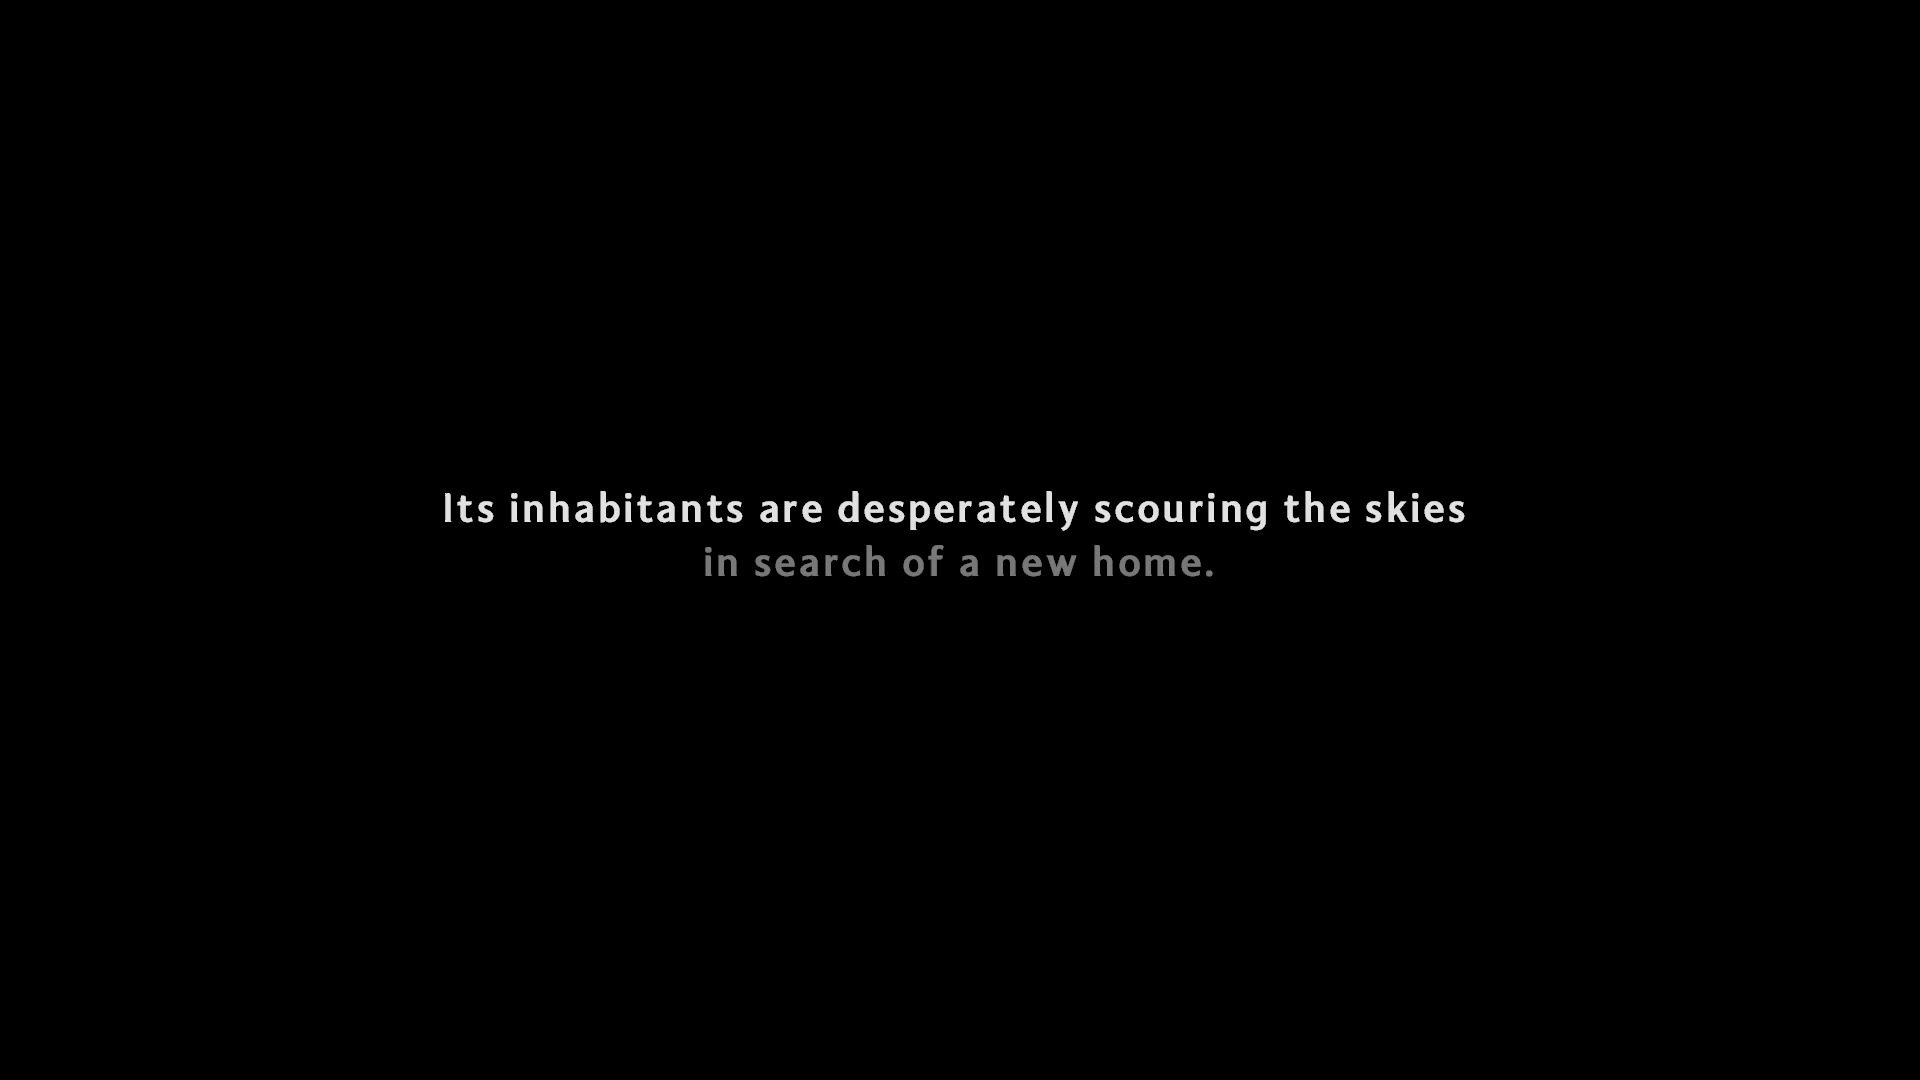 Its inhabitants are desperately scouring the skies
in search of a new home.